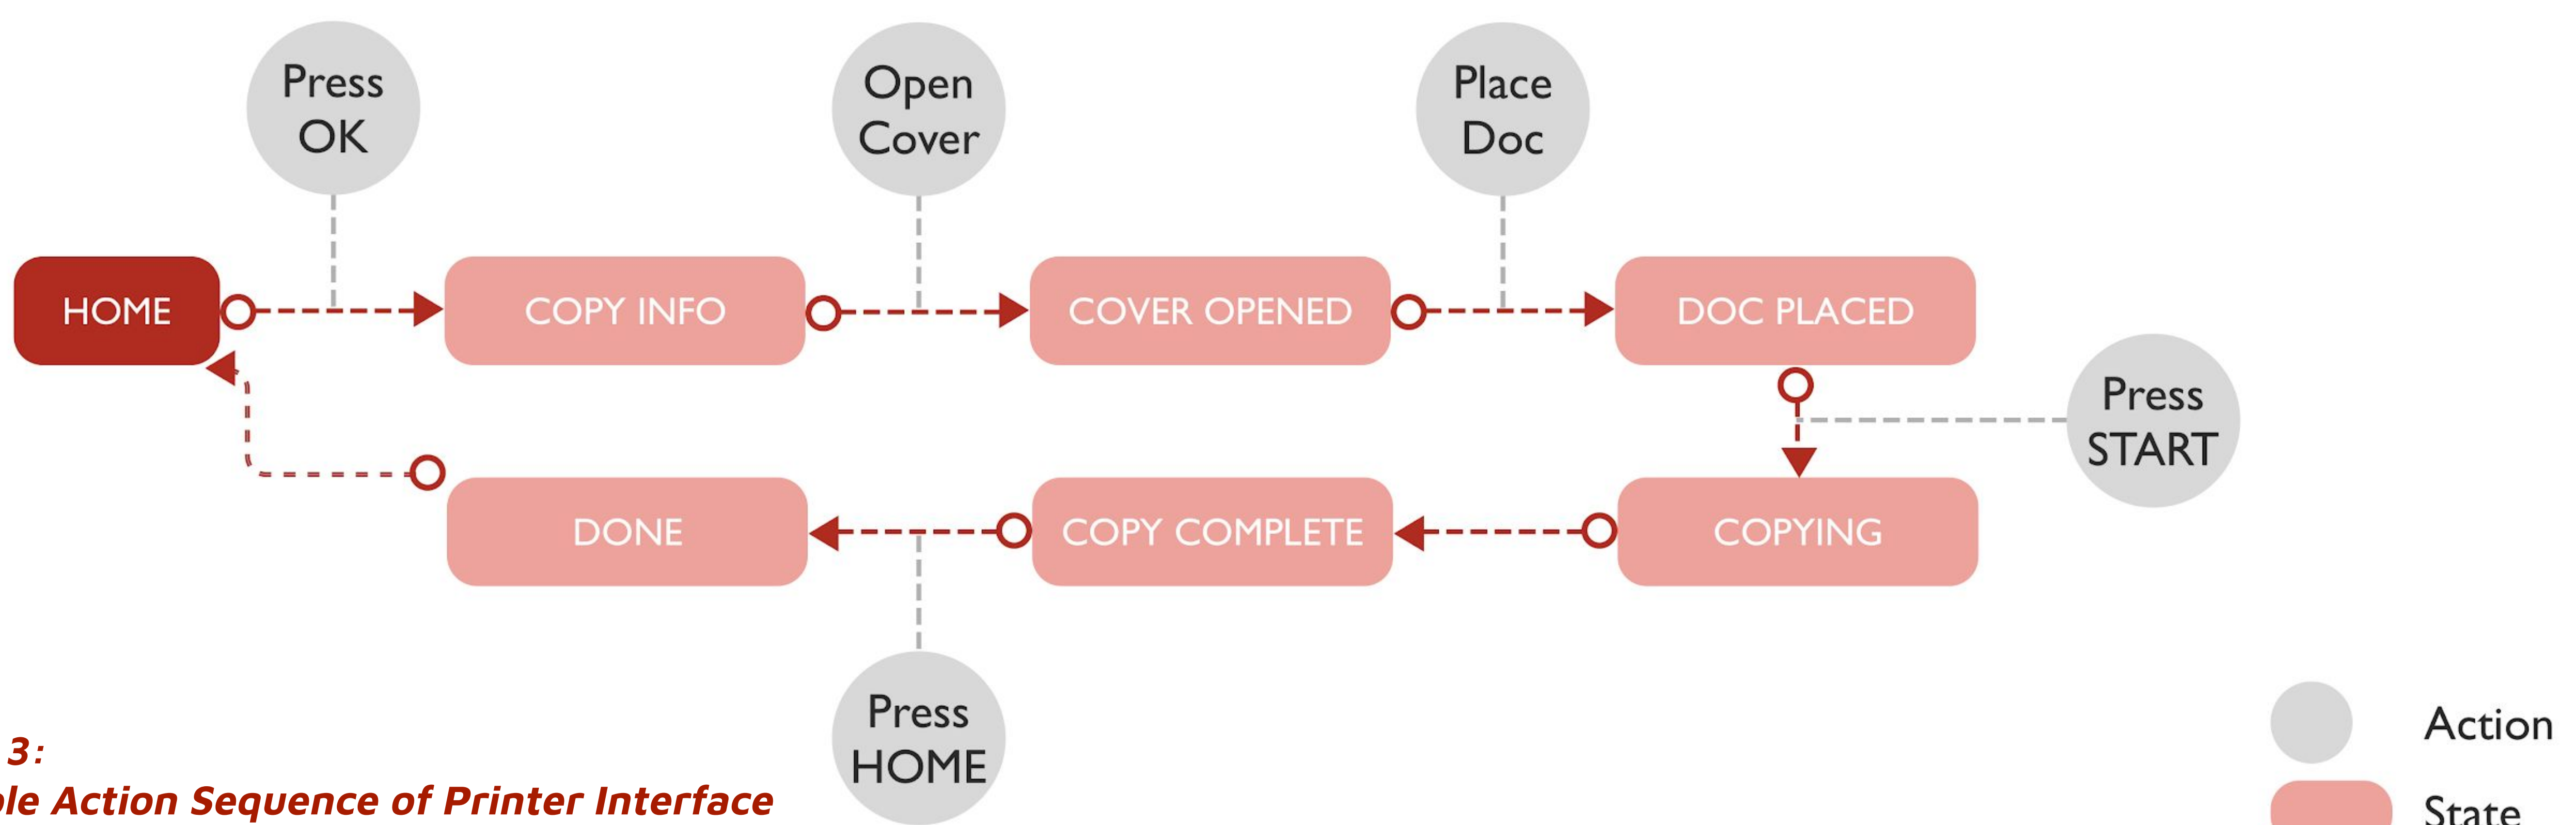 Press
OK
Open
Cover
Place
Doc
HOME
COPY INFO
COVER OPENED
DOC PLACED
Press
START
DONE
COPY COMPLETE
COPYING
Press
HOME
3:
Action Sequence of Printer Interface
Action
State